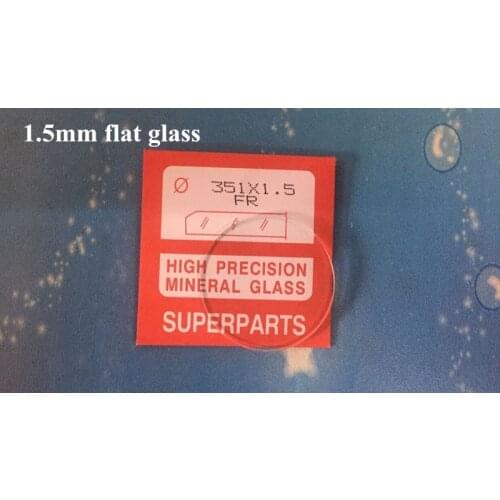 1.5mm flat glass
Ø 351X1.5
FR
HIGH PRECISION
MINERAL GLASS
SUPERPARTS